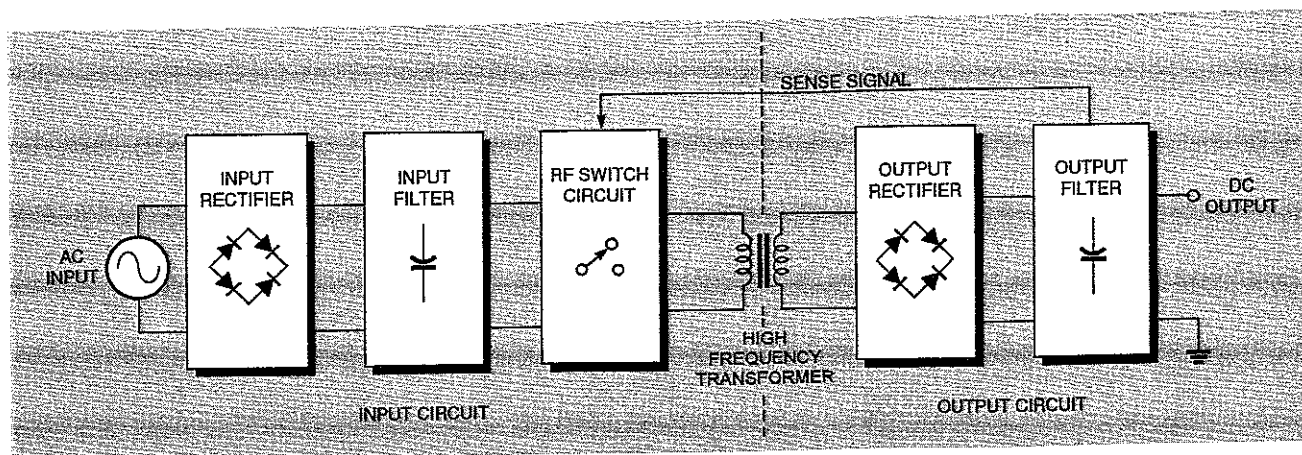 SENSE SIGNAL
INPUT
RECTIFIER
INPUT
FILTER
RF SWITCH
CIRCUIT
OUTPUT
RECTIFIER
OUTPUT
FILTER
DC
OUTPUT
AC
INPUT
HIGH
FREQUENCY
TRANSFORMER
INPUT CIRCUIT
OUTPUT CIRCUIT